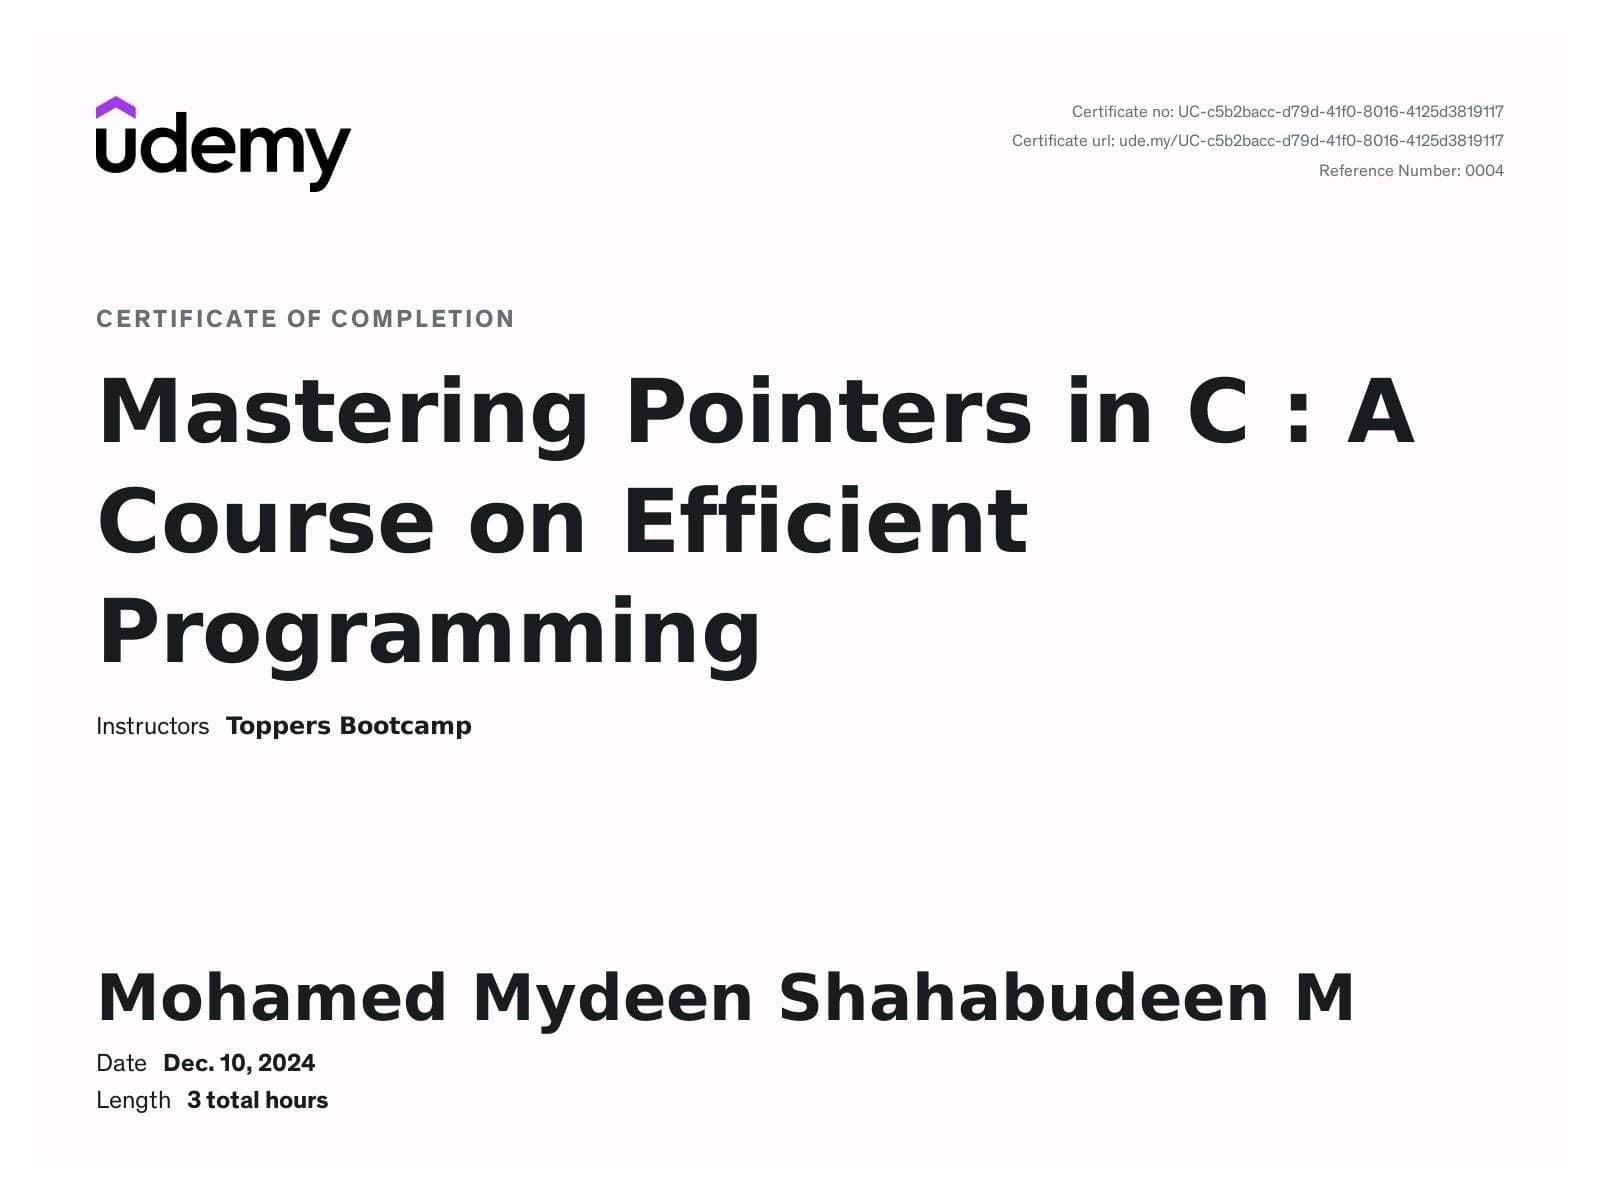 udemy
Certificate no: UC-c5b2bacc-d79d-41f0-8016-4125d3819117
Certificate url: ude.my/UC-c5b2bacc-d79d-41f0-8016-4125d3819117
Reference Number: 0004
CERTIFICATE OF COMPLETION
Mastering Pointers in C : A
Course on Efficient
Programming
Instructors Toppers Bootcamp
Mohamed Mydeen Shahabudeen M
Date Dec. 10, 2024
Length 3 total hours